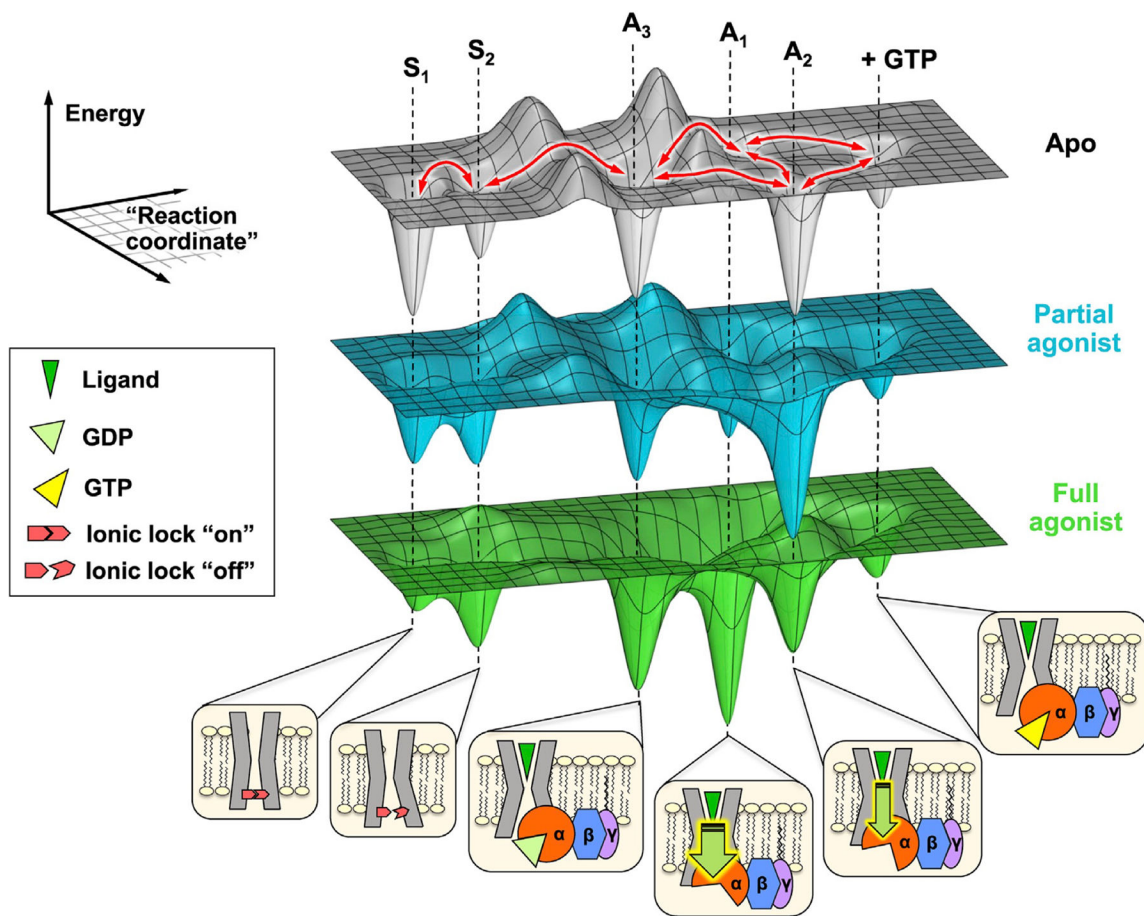 S₁
S₂
A₃
A₁
A₂
+ GTP
Energy
"Reaction
coordinate"
Apo
Partial
agonist
Full
agonist
Ligand
GDP
GTP
Ionic lock "on"
Ionic lock "off"
α β γ
α β γ
α β γ
α β γ